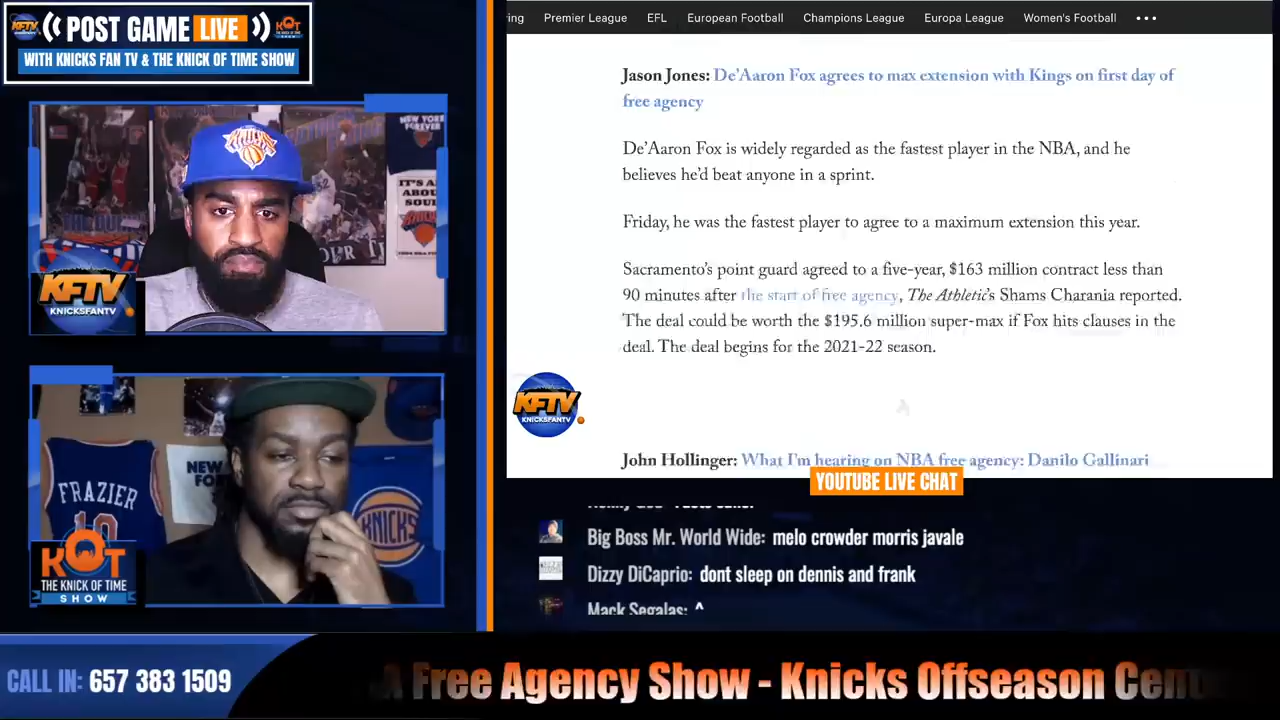 KFTV
POST GAME LIVE
KOT
WITH KNICKS FAN TV & THE KNICK OF TIME SHOW
Premier League
EFL
European Football
Champions League
Europa League
Women's Football
Jason Jones: De'Aaron Fox agrees to max extension with Kings on first day of
free agency
De'Aaron Fox is widely regarded as the fastest player in the NBA, and he
believes he'd beat anyone in a sprint.
Friday, he was the fastest player to agree to a maximum extension this year.
Sacramento's point guard agreed to a five-year, $163 million contract less than
90 minutes after the start of free agency, The Athletic's Shams Charania reported.
The deal could be worth the $195.6 million super-max if Fox hits clauses in the
deal. The deal begins for the 2021-22 season.
John Hollinger: What I'm hearing on NBA free agency: Danilo Gallinari
KFTV
KNICKSFANTV
NEW YORK
FOREVER
KNICKS
KFTV
KNICKSFANTV
FRAZIER
10
NEW
KNICKS
KOT
THE KNICK OF TIME
SHOW
YOUTUBE LIVE CHAT
Big Boss Mr. World Wide: melo crowder morris javale
Dizzy DiCaprio: dont sleep on dennis and frank
Mack Segalas: ^
CALL IN: 657 383 1509
A Free Agency Show - Knicks Offseason Cent